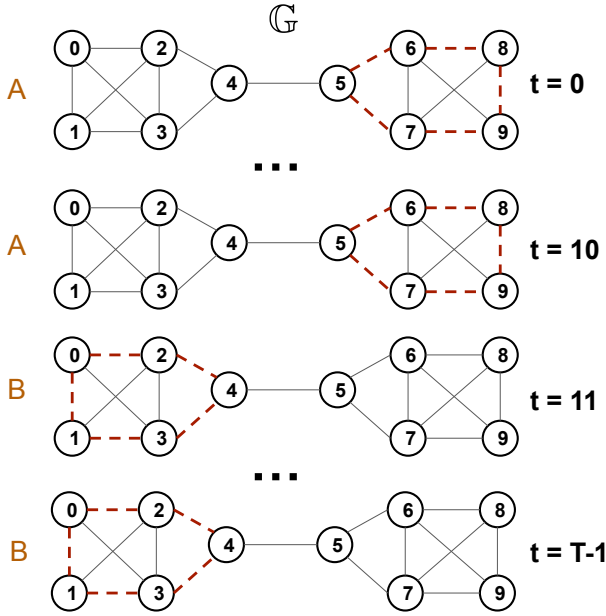 𝔾
A 0 2 4 5 6 8 t = 0
1 3 7 9
...
A 0 2 4 5 6 8 t = 10
1 3 7 9
B 0 2 4 5 6 8 t = 11
1 3 7 9
...
B 0 2 4 5 6 8 t = T-1
1 3 7 9